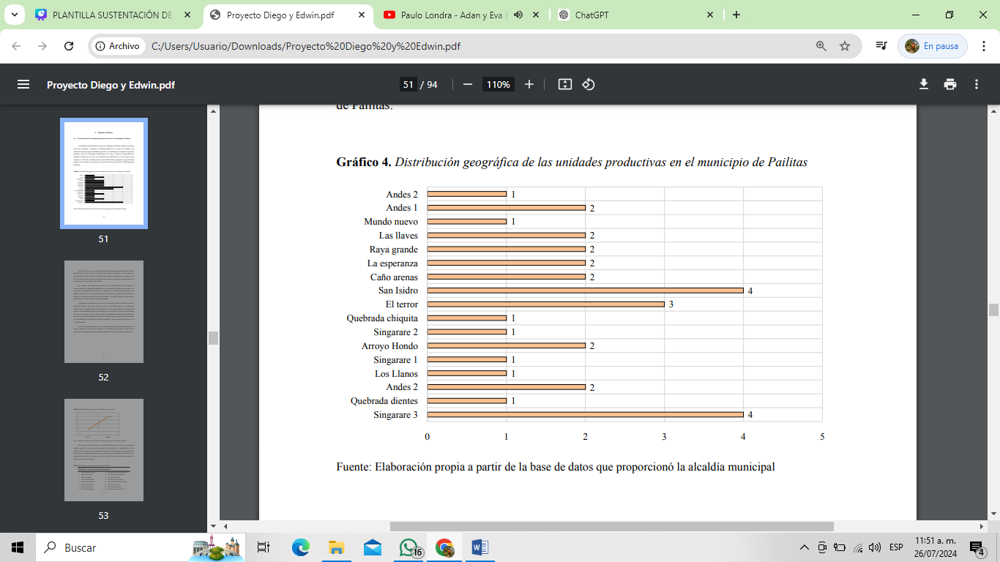 PLANTILLA SUSTENTACIÓN DE
Proyecto Diego y Edwin.pdf
Paulo Londra - Adan y Eva (
ChatGPT
Archivo
C:/Users/Usuario/Downloads/Proyecto%20Diego%20y%20Edwin.pdf
En pausa
Proyecto Diego y Edwin.pdf
51 / 94
110%
51
52
53
de Pailitas.
Gráfico 4. Distribución geográfica de las unidades productivas en el municipio de Pailitas
Andes 2 1
Andes 1 2
Mundo nuevo 1
Las llaves 2
Raya grande 2
La esperanza 2
Caño arenas 2
San Isidro 4
El terror 3
Quebrada chiquita 1
Singarare 2 1
Arroyo Hondo 2
Singarare 1 1
Los Llanos 1
Andes 2 2
Quebrada dientes 1
Singarare 3 4
0 1 2 3 4 5
Fuente: Elaboración propia a partir de la base de datos que proporcionó la alcaldía municipal
Buscar
16
W
ESP
11:51 a. m.
26/07/2024
4